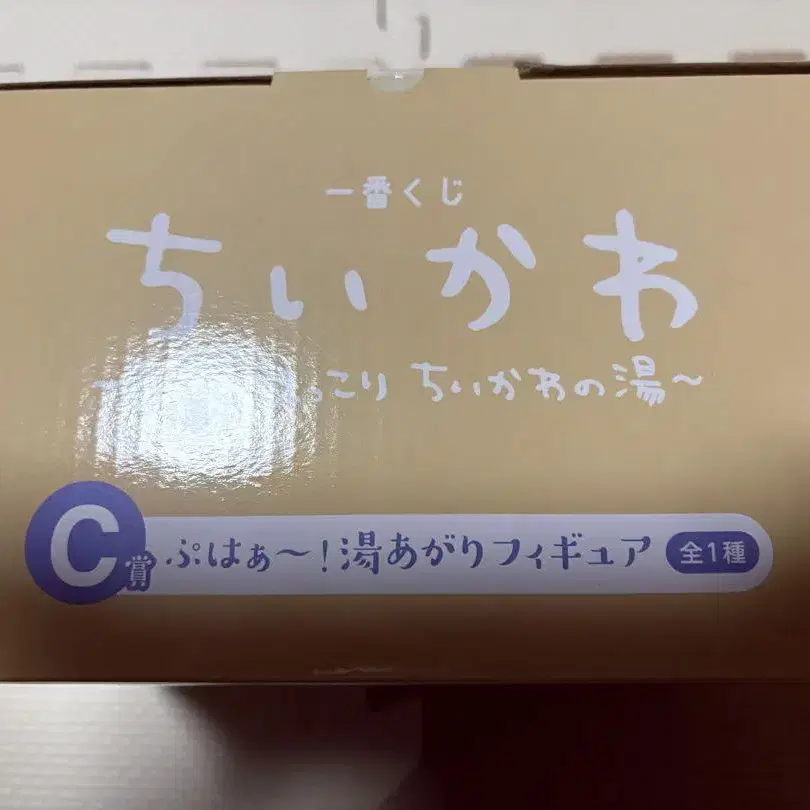 一番くじ
ちいかわ
っこり ちいかわの湯～
C賞 ぷはぁ～！湯あがりフィギュア 全1種